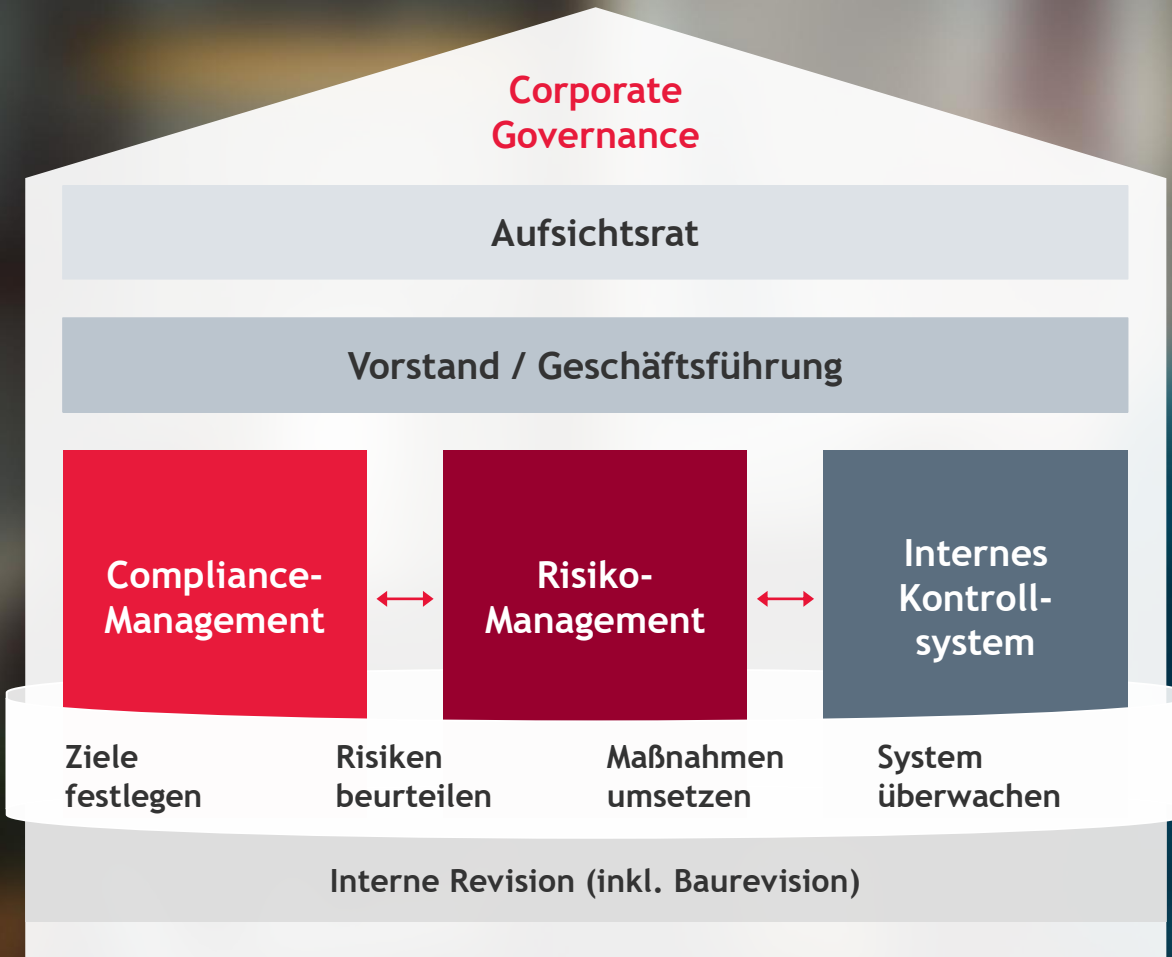 Corporate
Governance
Aufsichtsrat
Vorstand / Geschäftsführung
Compliance-
Management
Risiko-
Management
Internes
Kontroll-
system
Ziele
festlegen
Risiken
beurteilen
Maßnahmen
umsetzen
System
überwachen
Interne Revision (inkl. Baurevision)